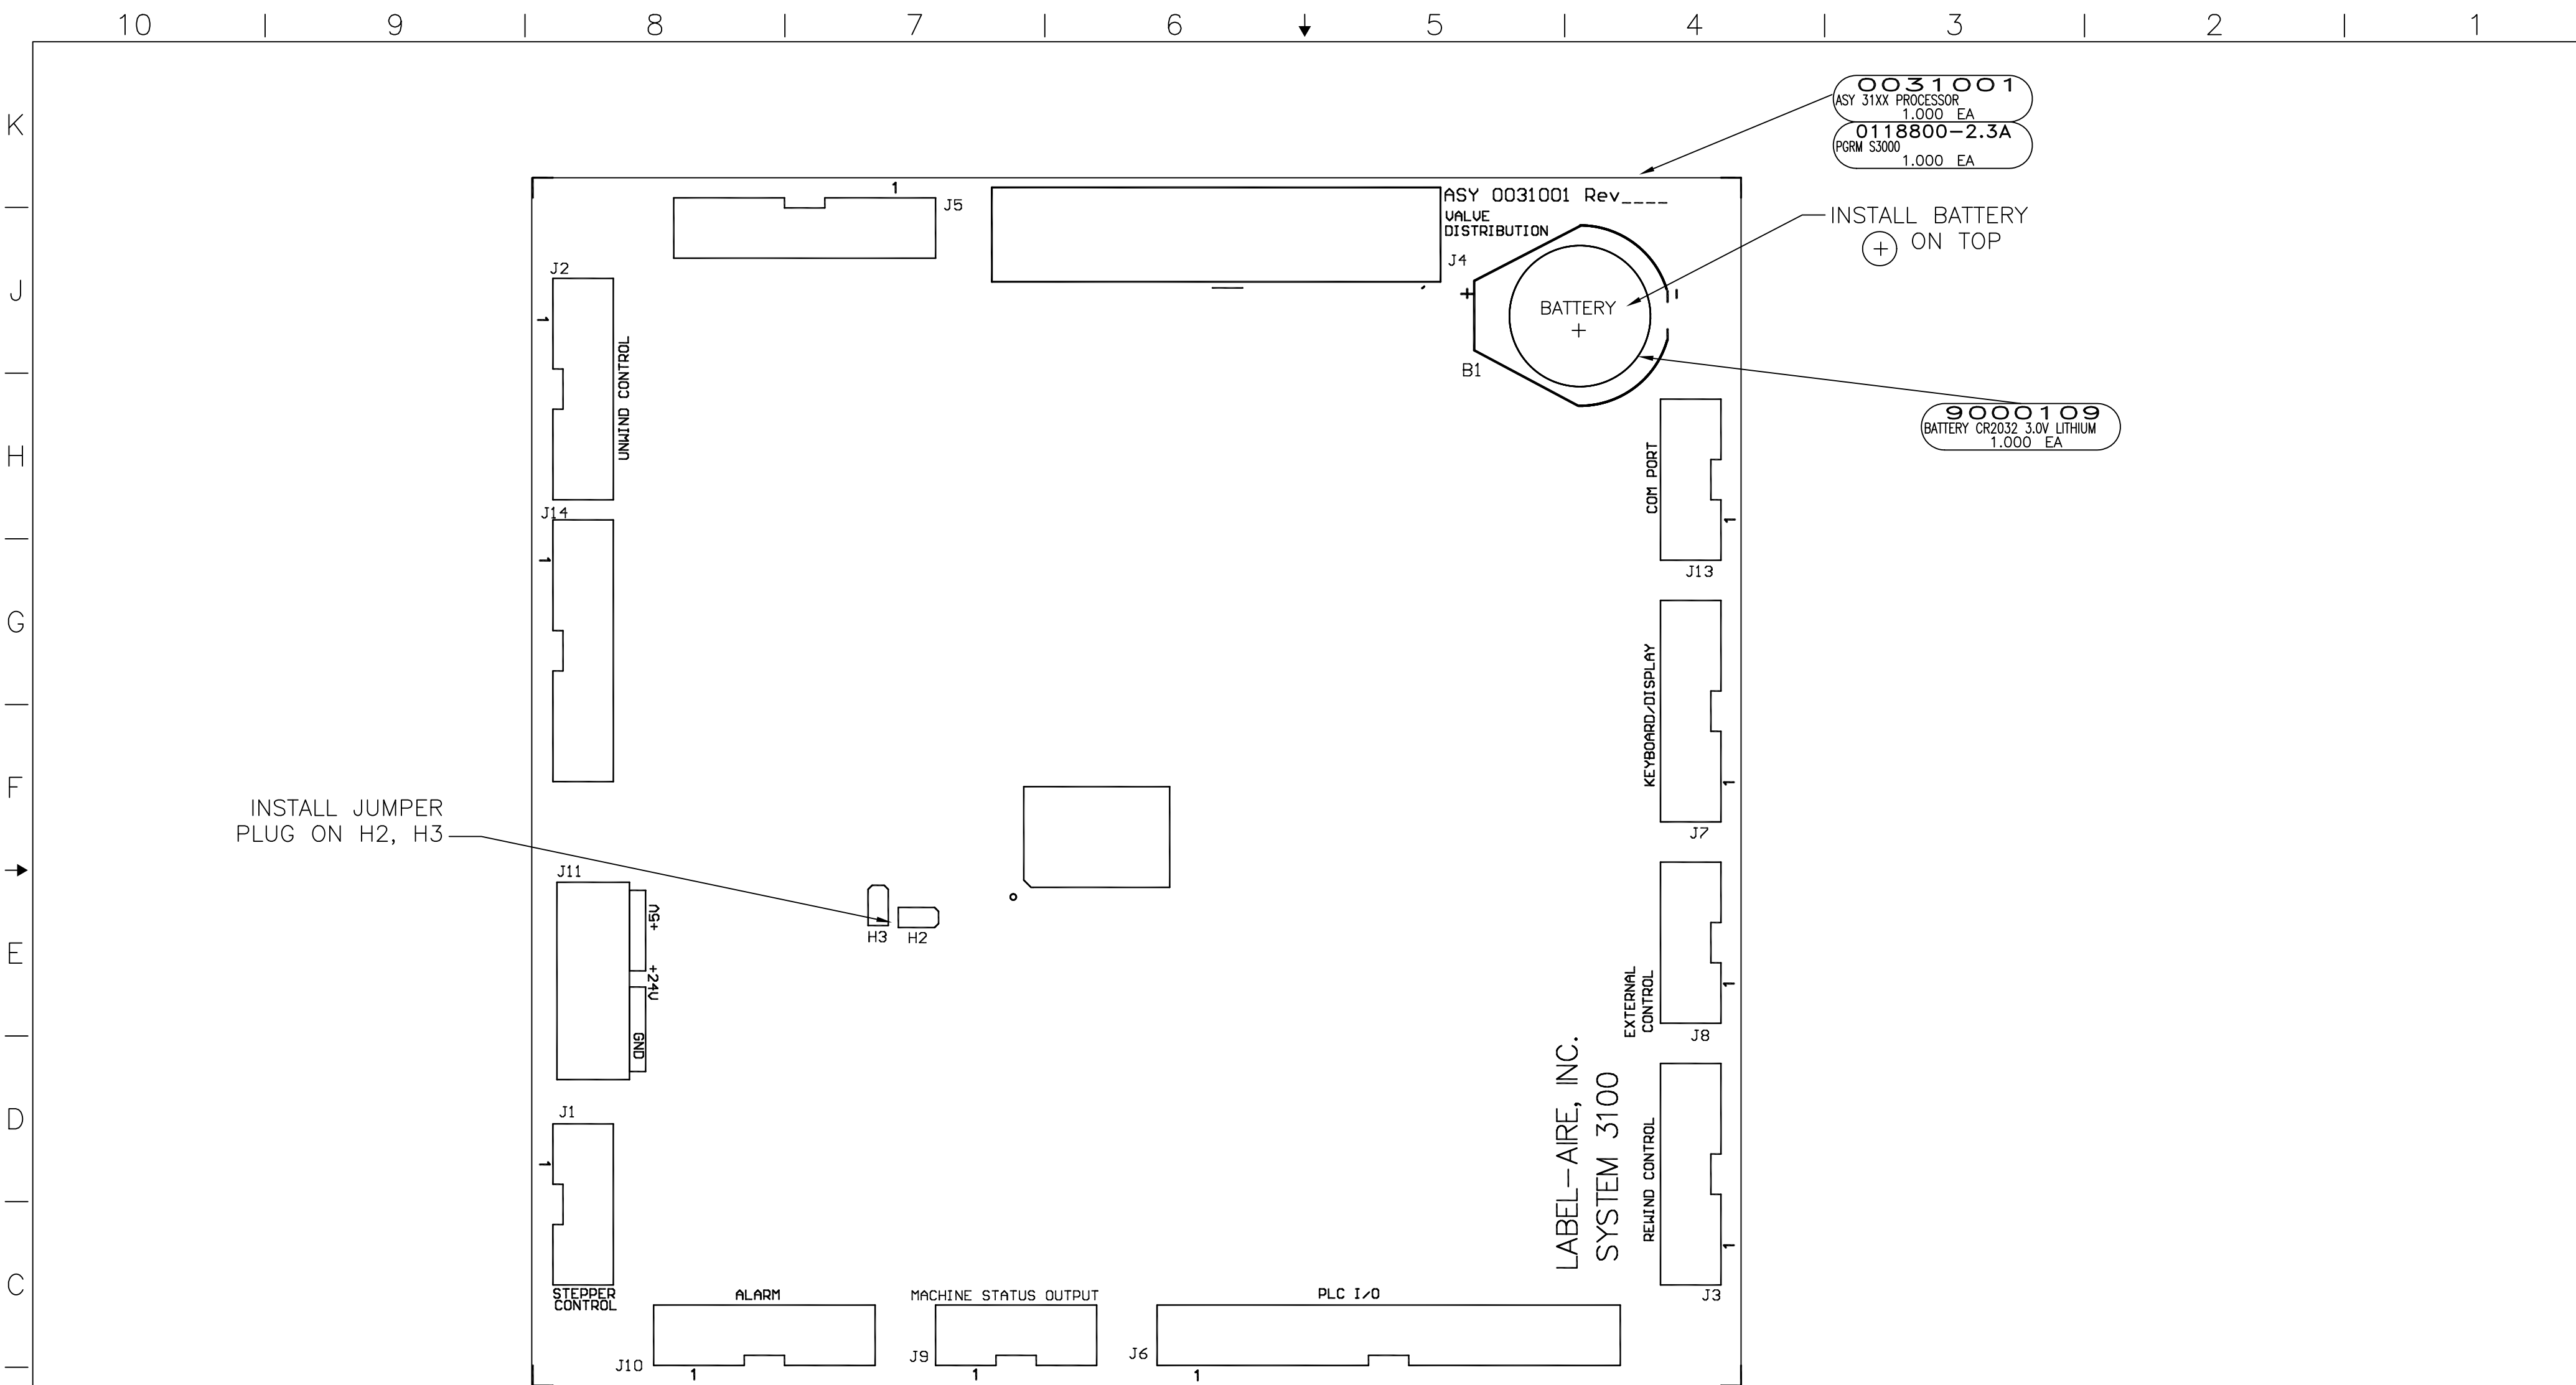 10 9 8 7 6 5 4 3 2 1
K
J
H
G
F
E
D
C
0031001
ASY 31XX PROCESSOR
1.000 EA
0118800-2.3A
PGRM S3000
1.000 EA
1
J5
ASY 0031001 Rev____
VALVE
DISTRIBUTION
J4
INSTALL BATTERY
+ ON TOP
+
-
BATTERY
+
B1
9000109
BATTERY CR2032 3.0V LITHIUM
1.000 EA
J2
1
UNWIND CONTROL
J14
1
COM PORT
1
J13
KEYBOARD/DISPLAY
1
J7
INSTALL JUMPER
PLUG ON H2, H3
J11
+5V
+24V
GND
H3
H2
EXTERNAL
CONTROL
1
J8
J1
1
STEPPER
CONTROL
LABEL-AIRE, INC.
SYSTEM 3100
REWIND CONTROL
1
J3
ALARM
J10
1
MACHINE STATUS OUTPUT
J9
1
PLC I/O
J6
1